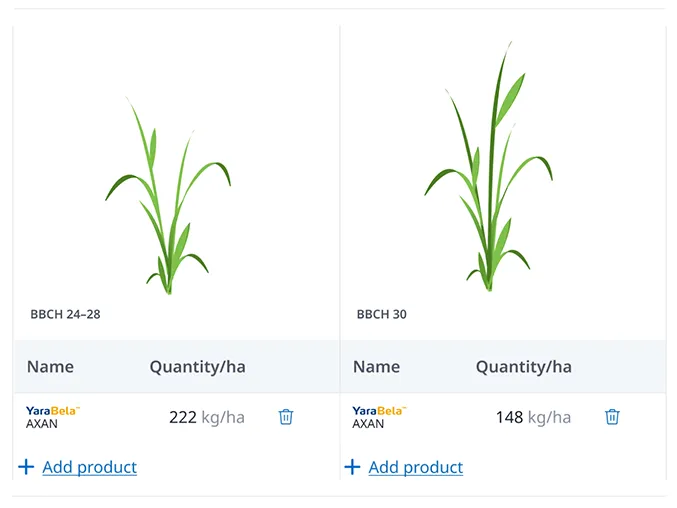 BBCH 24–28
BBCH 30
Name Quantity/ha
Name Quantity/ha
YaraBela™
AXAN
222 kg/ha
YaraBela™
AXAN
148 kg/ha
+ Add product
+ Add product